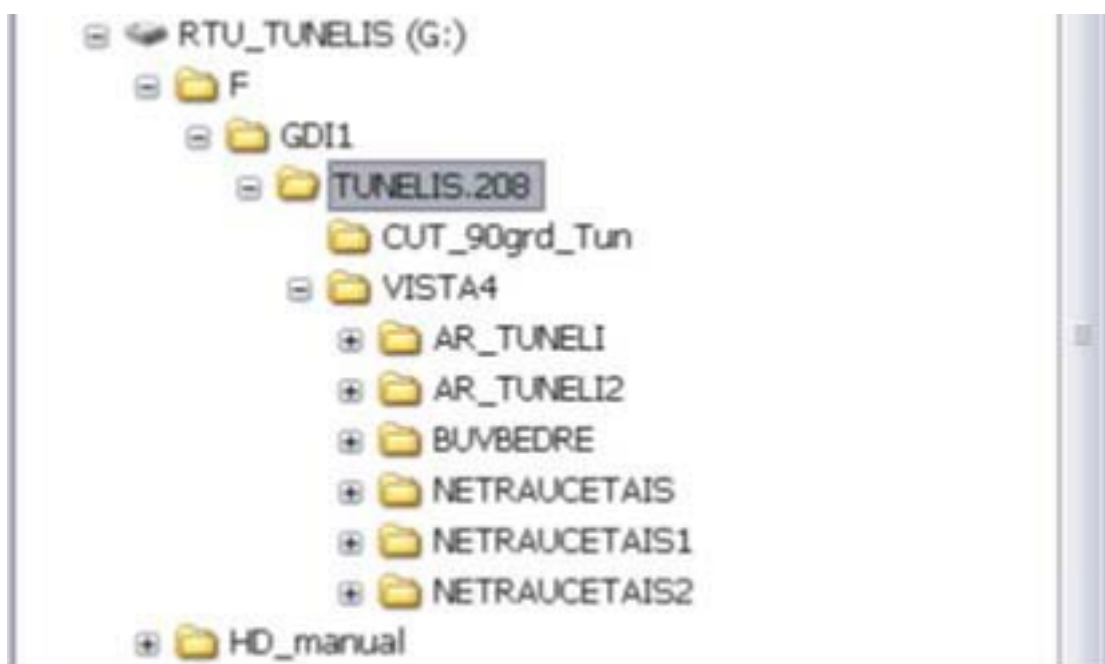 RTU_TUNELIS (G:)
F
GDI1
TUNELIS.208
CUT_90grd_Tun
VISTA4
AR_TUNELI
AR_TUNELI2
BUVBEDRE
NETRAUCETAIS
NETRAUCETAIS1
NETRAUCETAIS2
HD_manual